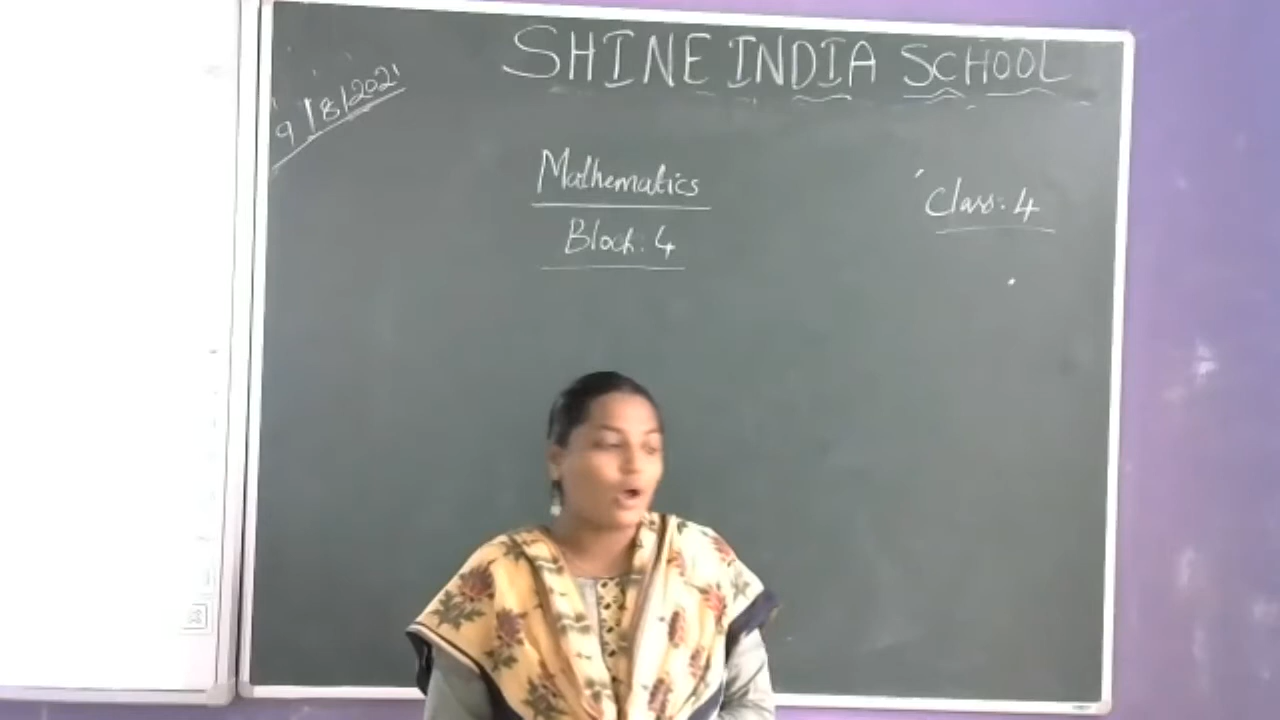 SHINE INDIA SCHOOL
9/8/2021
Mathematics
Class: 4
Block: 4